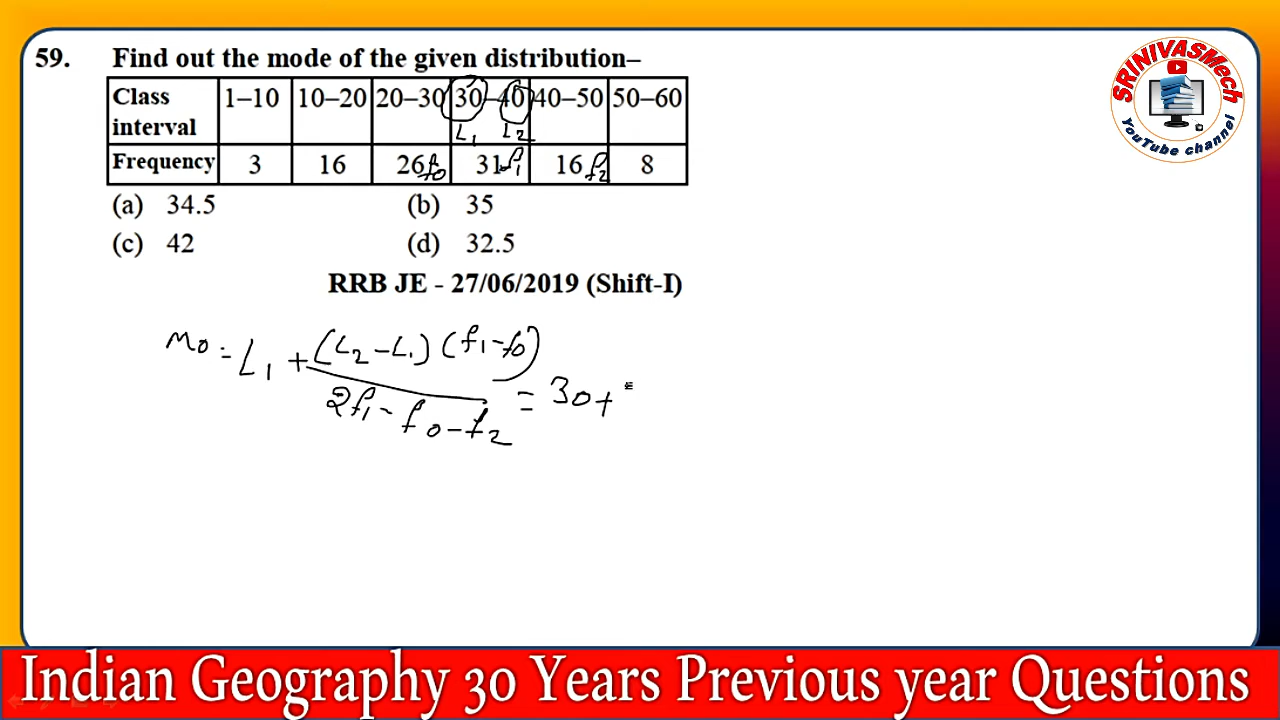 59. Find out the mode of the given distribution–
Class interval 1–10 10–20 20–30 30–40 40–50 50–60
L1 L2
Frequency 3 16 26 f0 31 f1 16 f2 8
(a) 34.5 (b) 35
(c) 42 (d) 32.5
RRB JE - 27/06/2019 (Shift-I)
Mo = L1 + (L2 - L1) (f1 - f0) / 2f1 - f0 - f2 = 30 +
SRINIVASMech
YouTube channel
Indian Geography 30 Years Previous year Questions